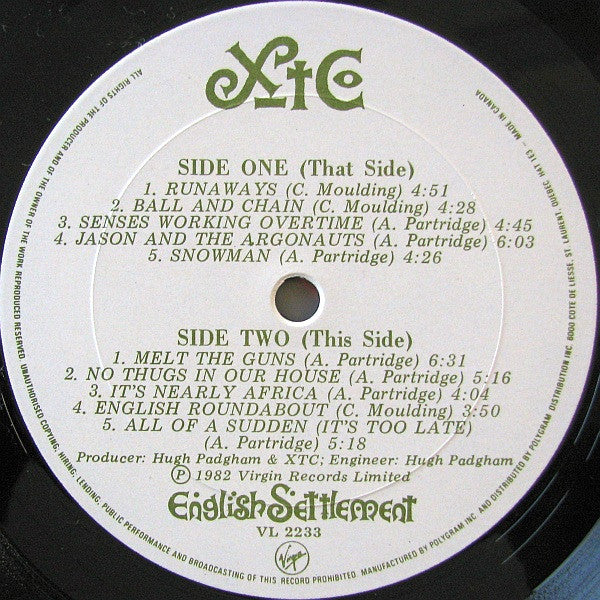 XTC
SIDE ONE (That Side)
1. RUNAWAYS (C. Moulding) 4:51
2. BALL AND CHAIN (C. Moulding) 4:28
3. SENSES WORKING OVERTIME (A. Partridge) 4:45
4. JASON AND THE ARGONAUTS (A. Partridge) 6:03
5. SNOWMAN (A. Partridge) 4:26
SIDE TWO (This Side)
1. MELT THE GUNS (A. Partridge) 6:31
2. NO THUGS IN OUR HOUSE (A. Partridge) 5:16
3. IT'S NEARLY AFRICA (A. Partridge) 4:04
4. ENGLISH ROUNDABOUT (C. Moulding) 3:50
5. ALL OF A SUDDEN (IT'S TOO LATE)
(A. Partridge) 5:18
Producer: Hugh Padgham & XTC; Engineer: Hugh Padgham
Ⓟ 1982 Virgin Records Limited
English Settlement
VL 2233
Virgin
ALL RIGHTS OF THE PRODUCER AND OF THE OWNER OF THE WORK REPRODUCED RESERVED. UNAUTHORISED COPYING, HIRING, LENDING, PUBLIC PERFORMANCE AND BROADCASTING OF THIS RECORD PROHIBITED. MANUFACTURED BY POLYGRAM INC. AND DISTRIBUTED BY POLYGRAM DISTRIBUTION INC. 6000 COTE DE LIESSE, ST. LAURENT, QUEBEC H4T 1E3 – MADE IN CANADA